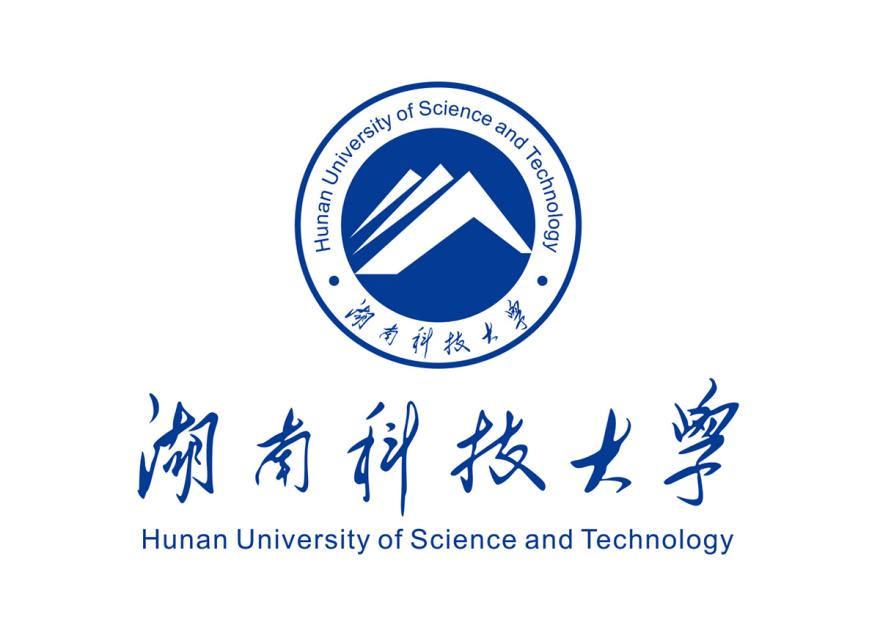 Hunan University of Science and Technology
湖南科技大学
湖南科技大學
Hunan University of Science and Technology